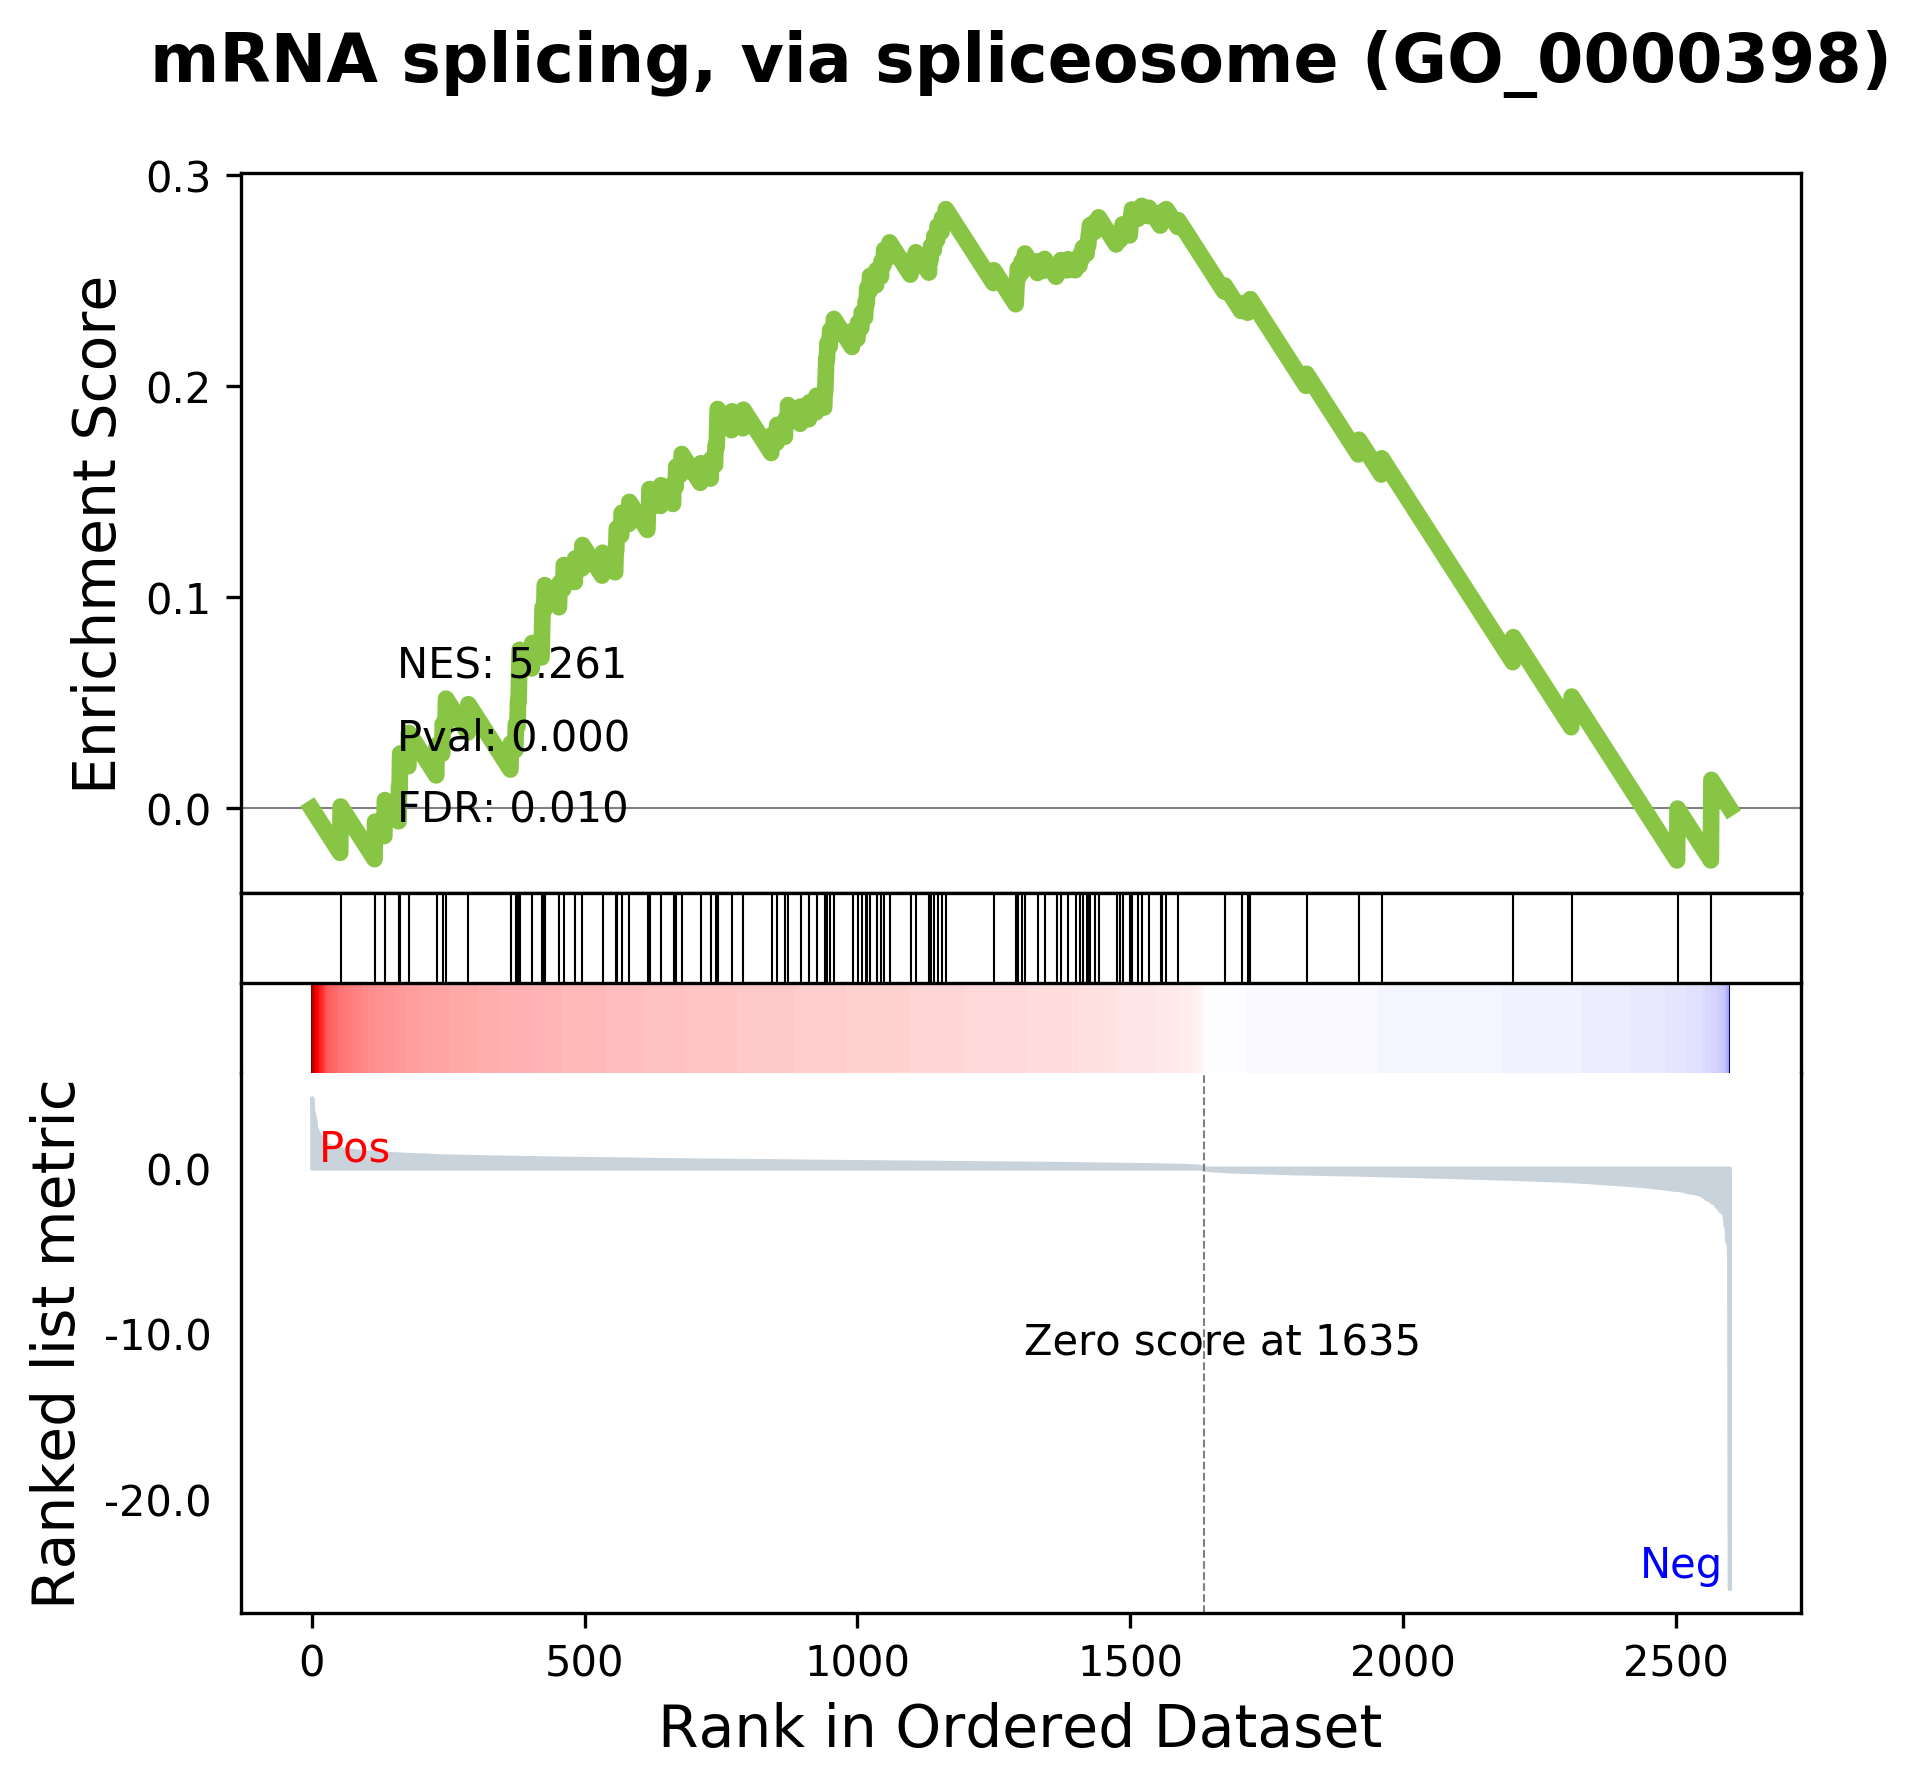 mRNA splicing, via spliceosome (GO_0000398)
Enrichment Score
0.3
0.2
0.1
0.0
NES: 5.261
Pval: 0.000
FDR: 0.010
Ranked list metric
0.0
-10.0
-20.0
Pos
Zero score at 1635
Neg
0 500 1000 1500 2000 2500
Rank in Ordered Dataset